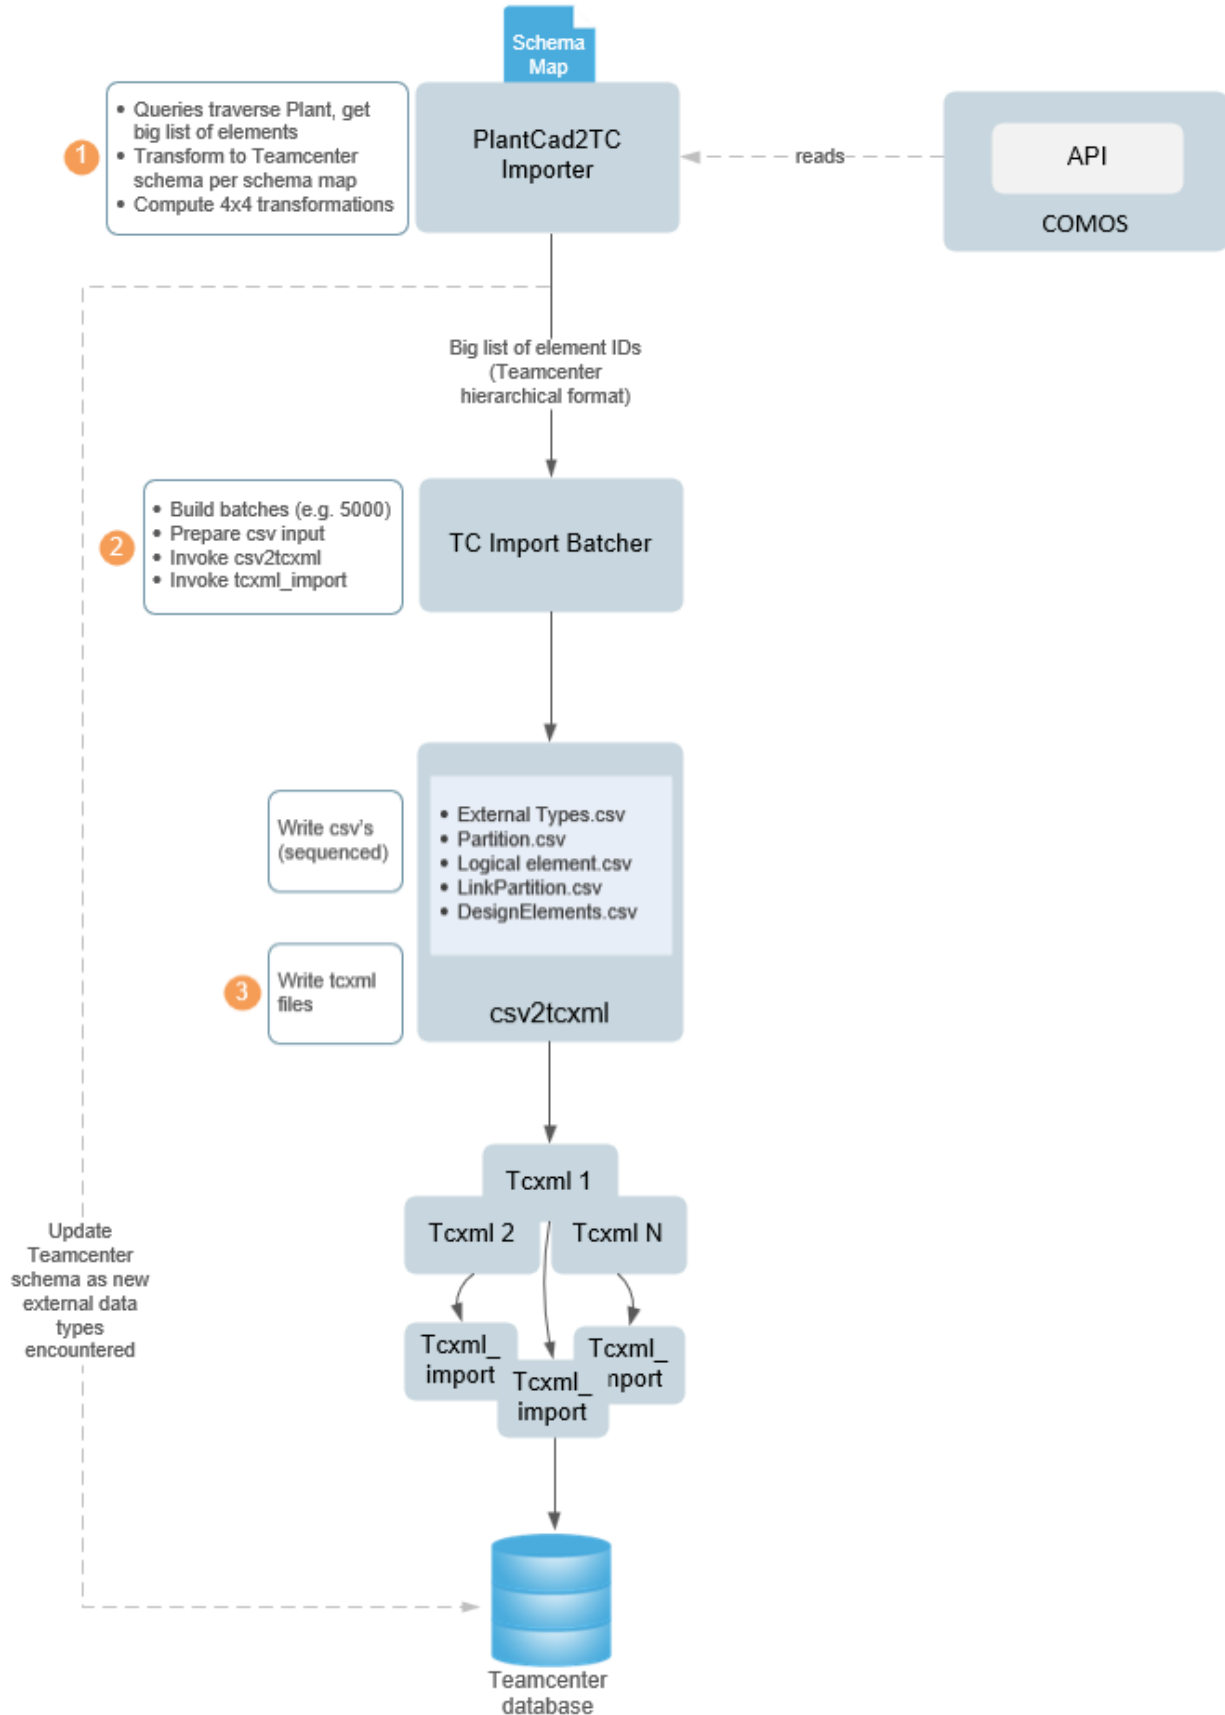 Schema
Map
PlantCad2TC
Importer
reads
API
COMOS
1
• Queries traverse Plant, get
big list of elements
• Transform to Teamcenter
schema per schema map
• Compute 4x4 transformations
Big list of element IDs
(Teamcenter
hierarchical format)
2
• Build batches (e.g. 5000)
• Prepare csv input
• Invoke csv2tcxml
• Invoke tcxml_import
TC Import Batcher
Write csv's
(sequenced)
• External Types.csv
• Partition.csv
• Logical element.csv
• LinkPartition.csv
• DesignElements.csv
3
Write tcxml
files
csv2tcxml
Tcxml 1
Tcxml 2
Tcxml N
Update
Teamcenter
schema as new
external data
types
encountered
Tcxml_
import
Tcxml_
import
Tcxml_
nport
Teamcenter
database